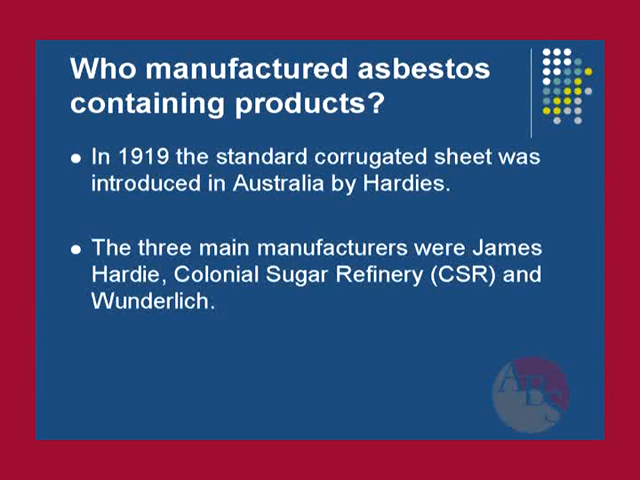 Who manufactured asbestos
containing products?
In 1919 the standard corrugated sheet was
introduced in Australia by Hardies.
The three main manufacturers were James
Hardie, Colonial Sugar Refinery (CSR) and
Wunderlich.
ABS